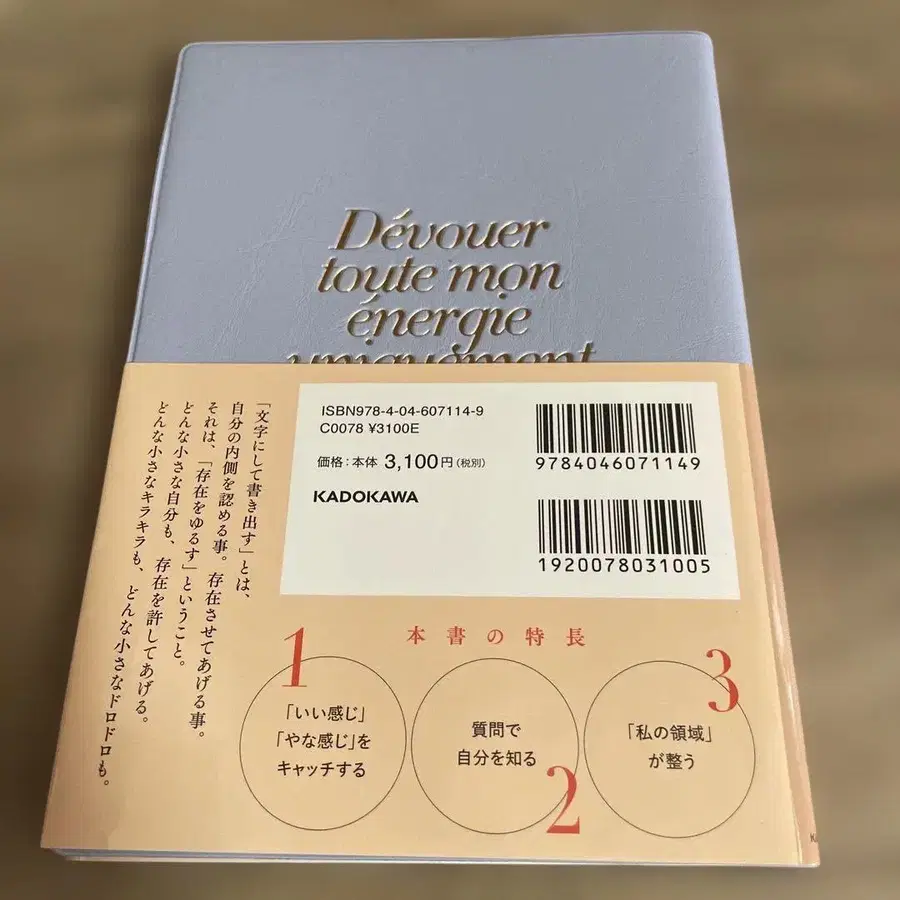 Dévouer
toute mon
énergie
uniquement
「文字にして書き出す」とは、
自分の内側を認める事。存在させてあげる事。
それは、「存在をゆるす」ということ。
どんな小さな自分も、存在を許してあげる。
どんな小さなキラキラも、どんな小さなドロドロも。
ISBN978-4-04-607114-9
C0078 ¥3100E
価格:本体 3,100円(税別)
KADOKAWA
9784046071149
1920078031005
本書の特長
1
「いい感じ」
「やな感じ」を
キャッチする
質問で
自分を知る
2
3
「私の領域」
が整う